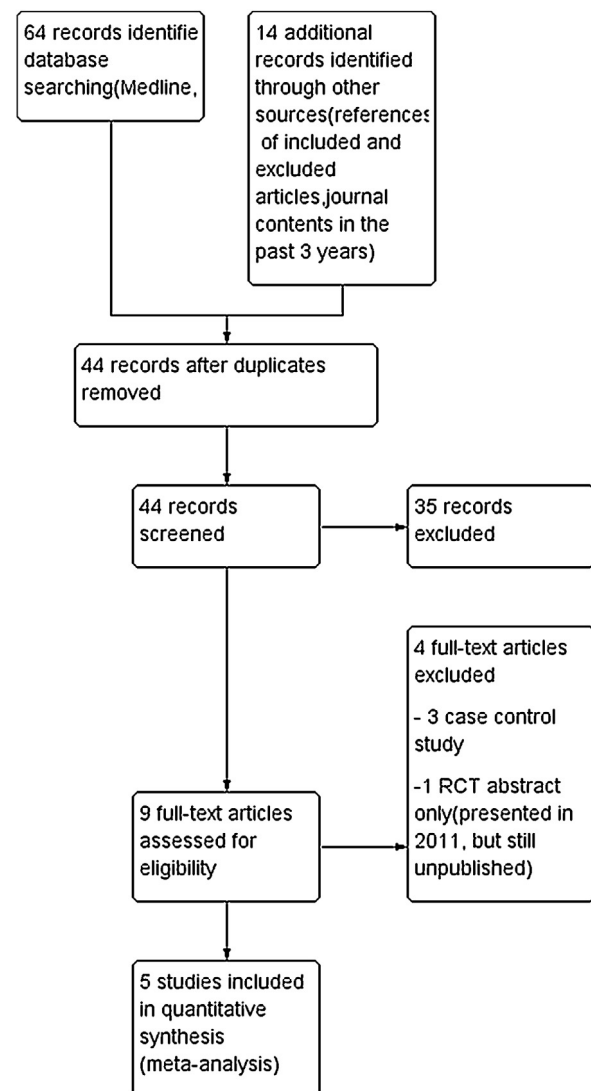 64 records identifie
database
searching(Medline,
14 additional
records identified
through other
sources(references
of included and
excluded
articles,journal
contents in the
past 3 years)
44 records after duplicates
removed
44 records
screened
35 records
excluded
4 full-text articles
excluded
- 3 case control
study
-1 RCT abstract
only(presented in
2011, but still
unpublished)
9 full-text articles
assessed for
eligibility
5 studies included
in quantitative
synthesis
(meta-analysis)